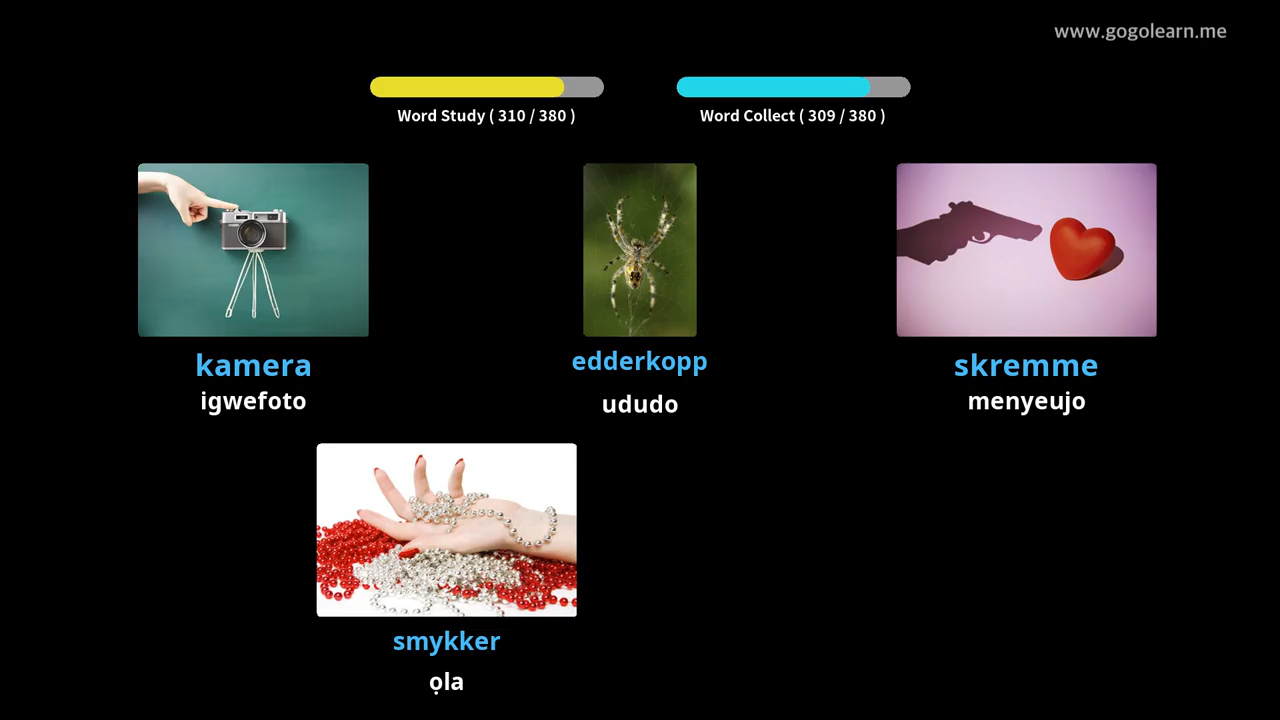 www.gogolearn.me
Word Study ( 310 / 380 )
Word Collect ( 309 / 380 )
kamera
igwefoto
edderkopp
ududo
skremme
menyeujo
smykker
ọla